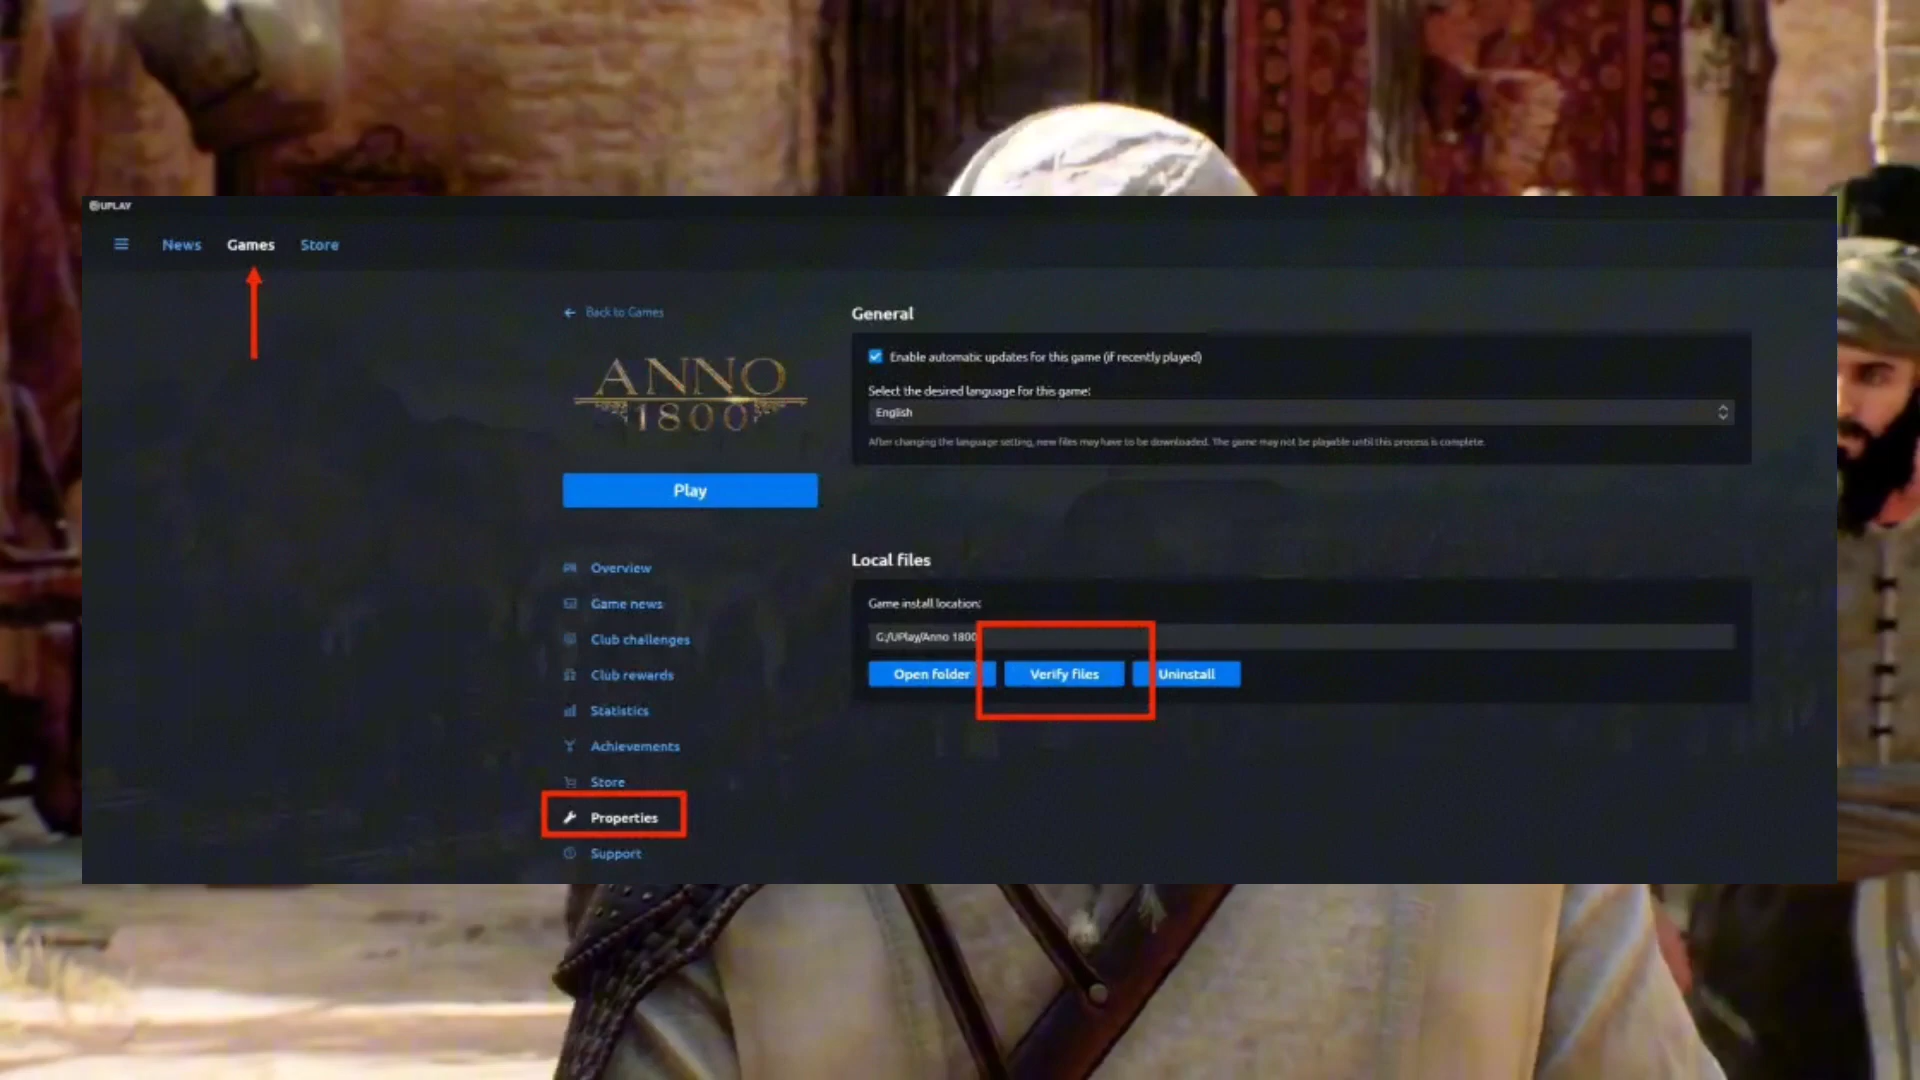 UPLAY
News Games Store
Back to Games
ANNO
1800
Play
Overview
Game news
Club challenges
Club rewards
Statistics
Achievements
Store
Properties
Support
General
Enable automatic updates for this game (if recently played)
Select the desired language for this game:
English
After changing the language setting, new files may have to be downloaded. The game may not be playable until this process is complete.
Local files
Game install location:
G:/UPlay/Anno 1800
Open folder Verify files Uninstall